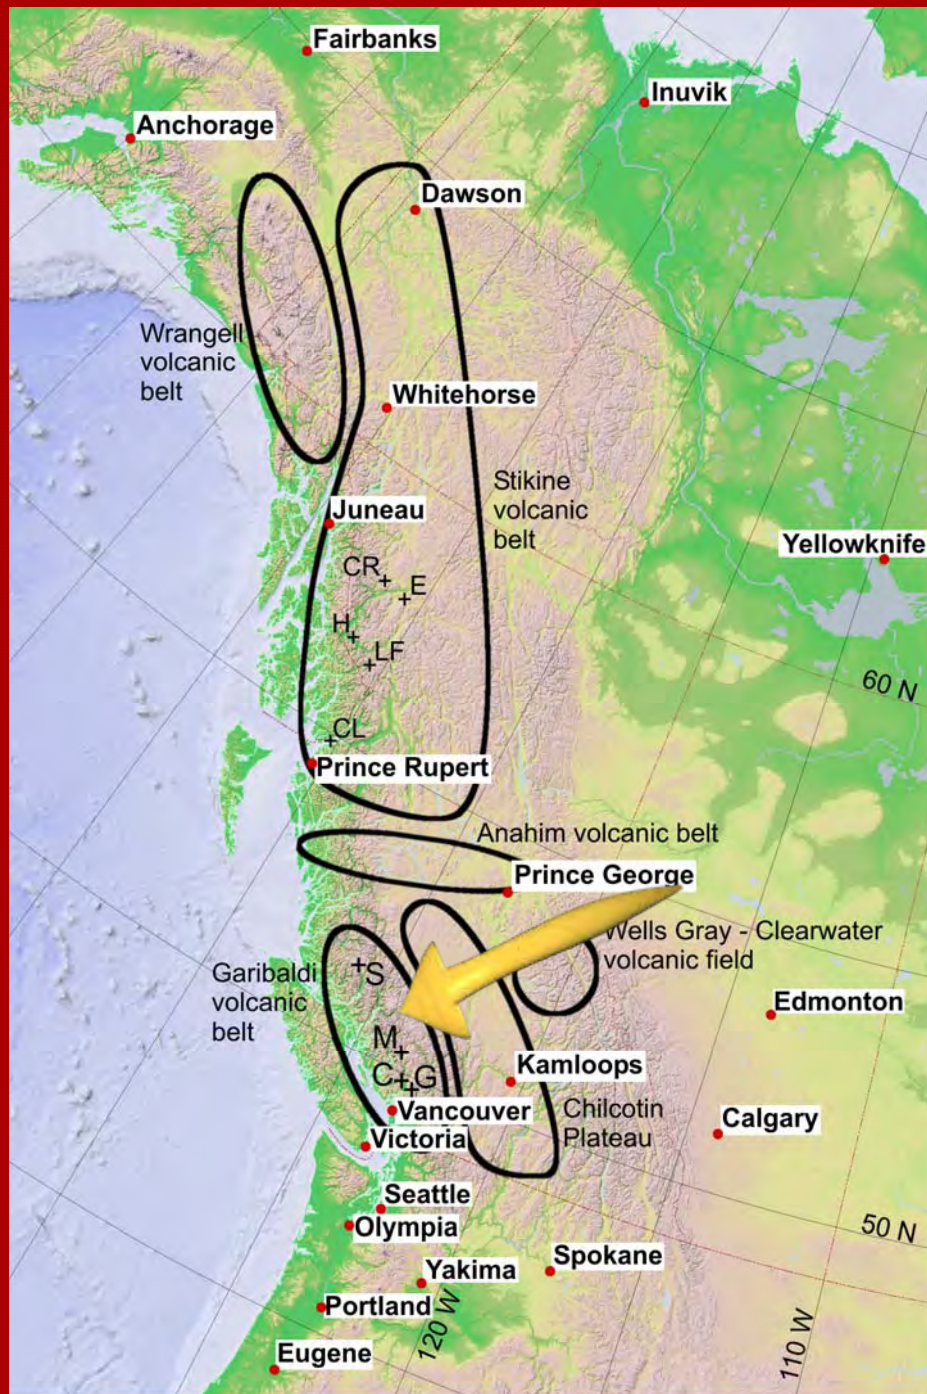 Fairbanks
Inuvik
Anchorage
Dawson
Wrangell
volcanic
belt
Whitehorse
Stikine
volcanic
belt
Juneau
Yellowknife
CR
E
H
LF
60 N
CL
Prince Rupert
Anahim volcanic belt
Prince George
Wells Gray - Clearwater
volcanic field
Garibaldi
volcanic
belt
S
Edmonton
M
Kamloops
C
G
Vancouver
Chilcotin
Plateau
Calgary
Victoria
Seattle
Olympia
50 N
Yakima
Spokane
Portland
120 W
110 W
Eugene